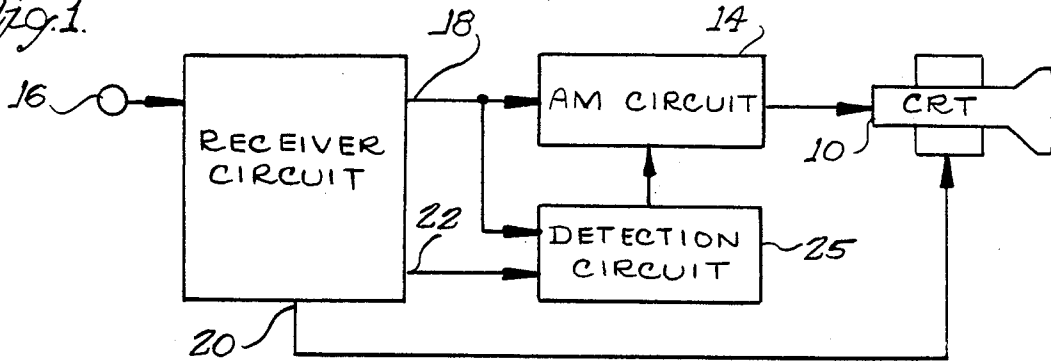 Fig.1.
18
14
16
RECEIVER
CIRCUIT
AM CIRCUIT
CRT
10
22
DETECTION
CIRCUIT
25
20